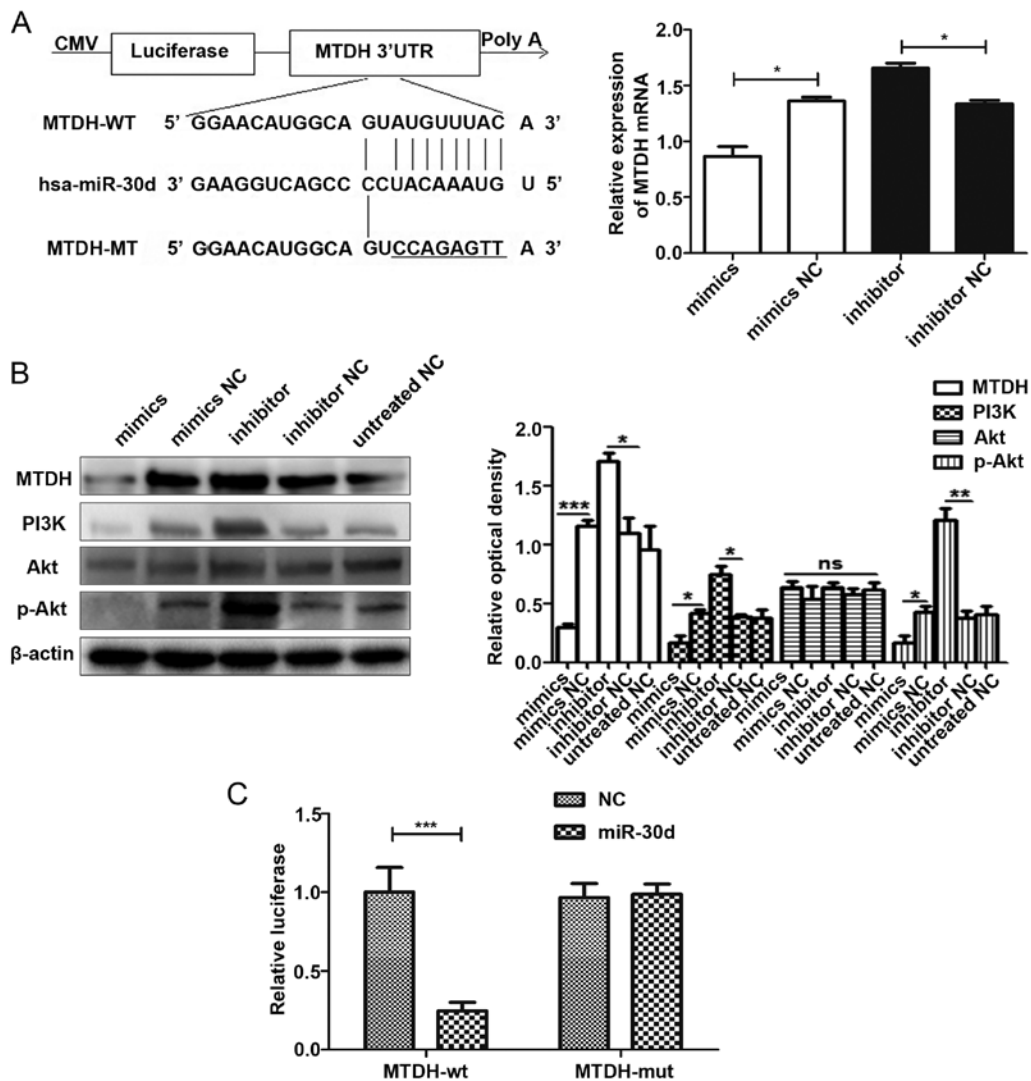 A
CMV Luciferase MTDH 3'UTR Poly A
MTDH-WT 5' GGAACAUGGCA GUAUGUUUAC A 3'
hsa-miR-30d 3' GAAGGUCAGCC CCUACAAAUG U 5'
MTDH-MT 5' GGAACAUGGCA GUCCAGAGTT A 3'
Relative expression
of MTDH mRNA
2.0
1.5
1.0
0.5
0.0
* *
mimics mimics NC inhibitor inhibitor NC
B
mimics mimics NC inhibitor inhibitor NC untreated NC
MTDH
PI3K
Akt
p-Akt
β-actin
MTDH
PI3K
Akt
p-Akt
Relative optical density
2.0
1.5
1.0
0.5
0.0
*** * * * ns * **
mimics mimics NC inhibitor inhibitor NC untreated NC mimics mimics NC inhibitor inhibitor NC untreated NC mimics mimics NC inhibitor inhibitor NC untreated NC mimics mimics NC inhibitor inhibitor NC untreated NC
C
NC
miR-30d
Relative luciferase
1.5
1.0
0.5
0.0
***
MTDH-wt MTDH-mut